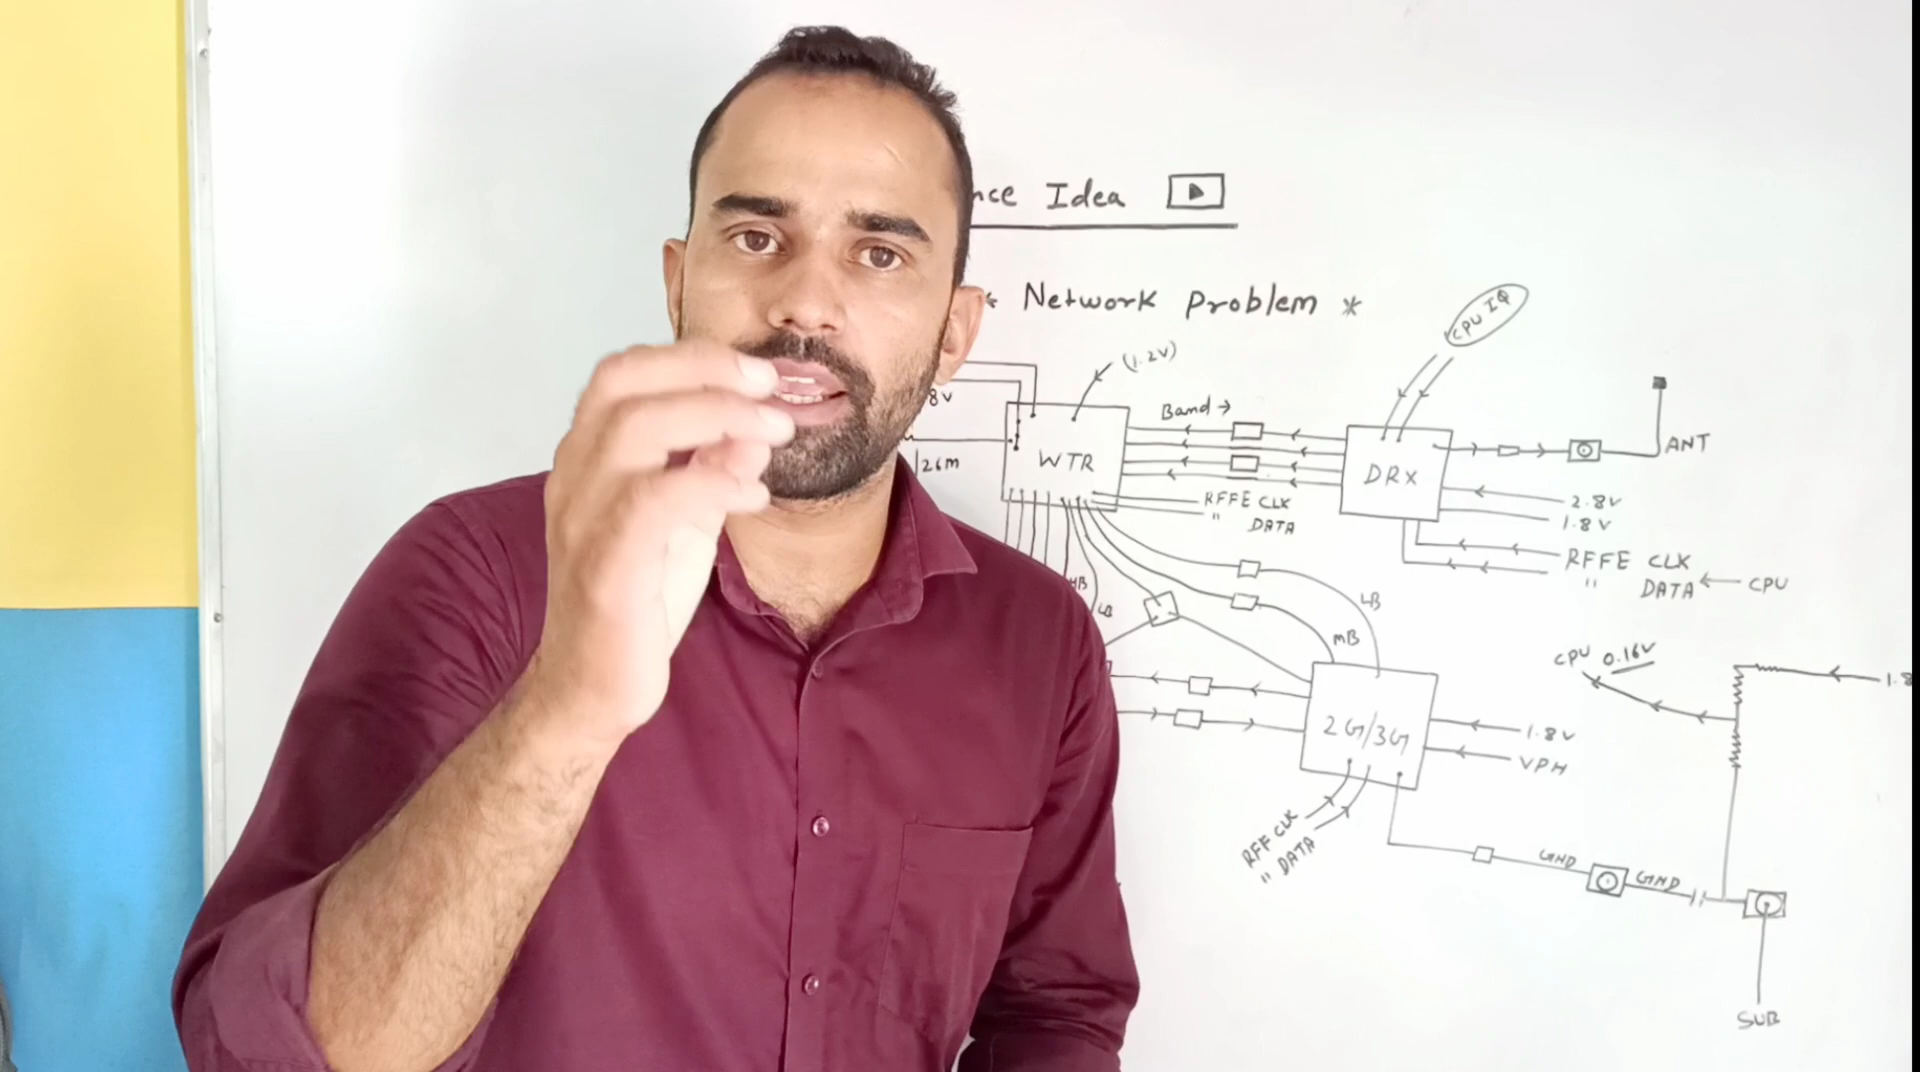 Idea
* Network Problem *
CPU IQ
(1.2V)
8V
Band →
ANT
WTR
26m
DRX
2.8V
1.8V
RFFE CLK
" DATA
RFFE CLK
" DATA ← CPU
HB
LB
LB
MB
CPU 0.16V
2G/3G
1.8V
VPH
RFF CLK
" DATA
GND
GND
SUB